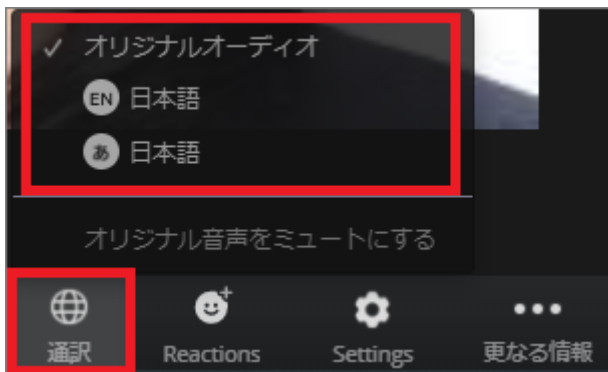 ✓ オリジナルオーディオ
EN 日本語
あ 日本語
オリジナル音声をミュートにする
通訳 Reactions Settings 更なる情報